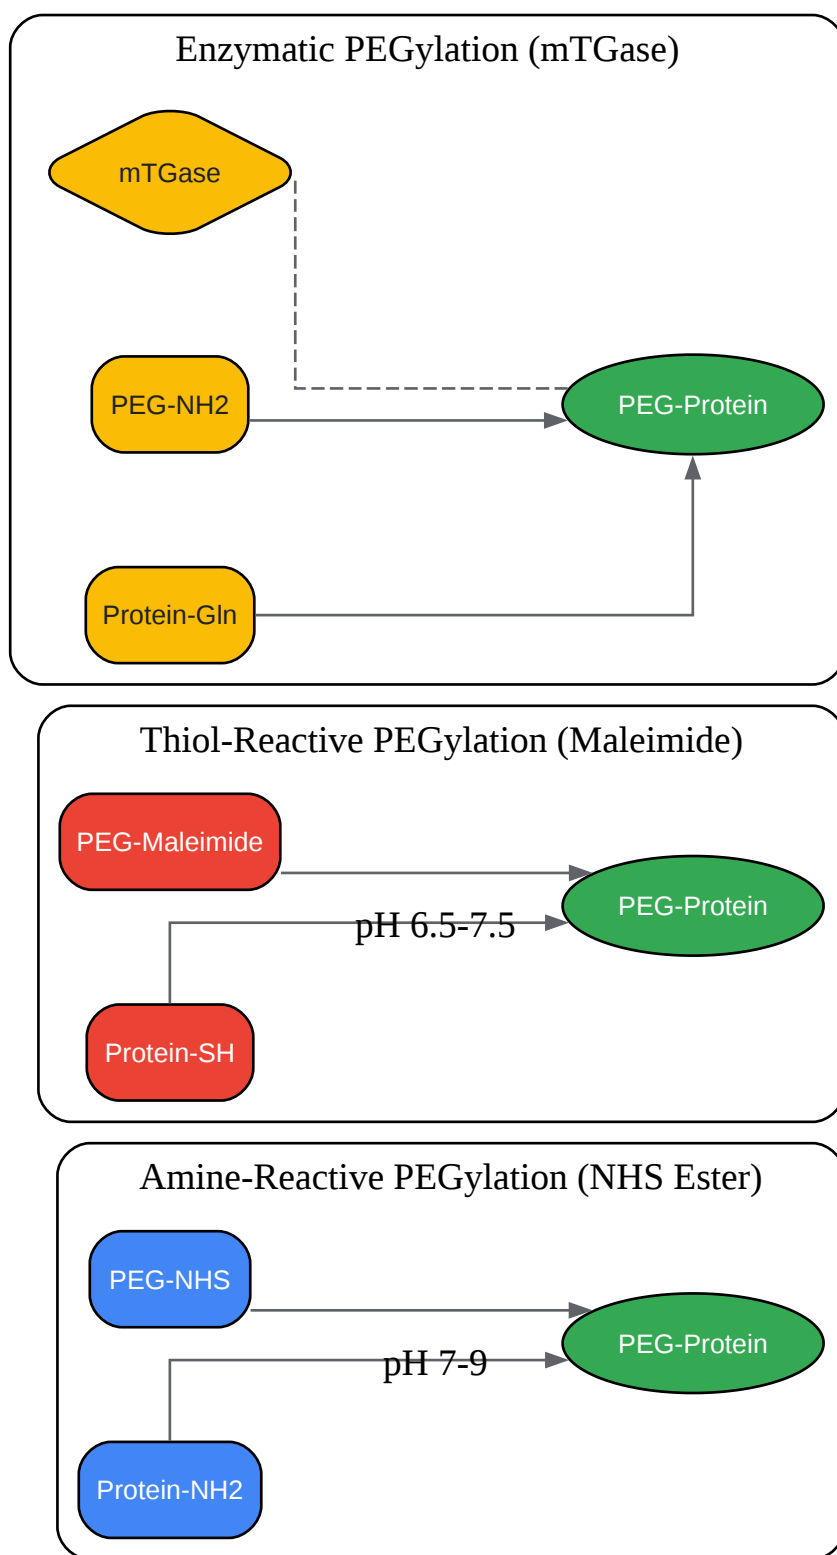 Enzymatic PEGylation (mTGase)
mTGase
PEG-NH2
PEG-Protein
Protein-Gln
Thiol-Reactive PEGylation (Maleimide)
PEG-Maleimide
PEG-Protein
pH 6.5-7.5
Protein-SH
Amine-Reactive PEGylation (NHS Ester)
PEG-NHS
PEG-Protein
pH 7-9
Protein-NH2